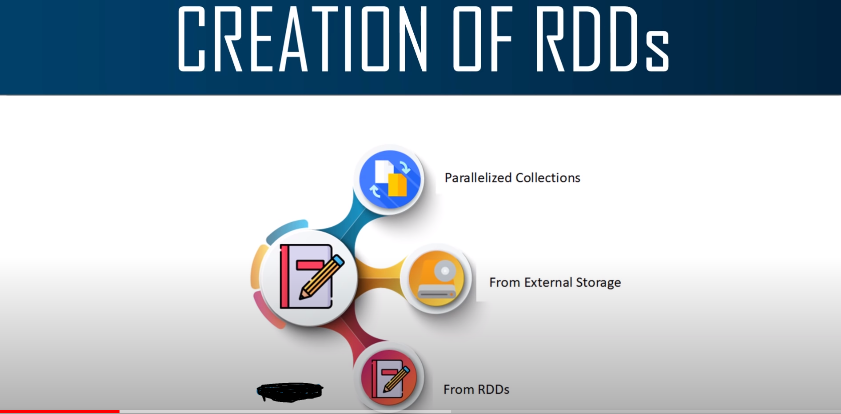 CREATION OF RDDs
Parallelized Collections
From External Storage
From RDDs